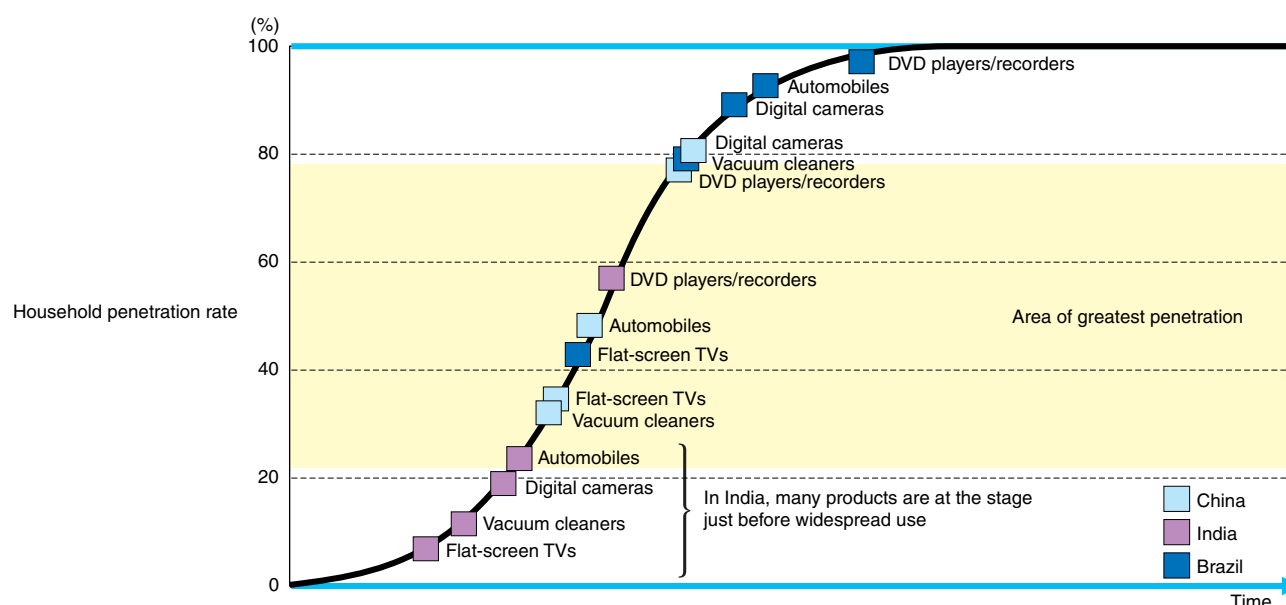 (%)
100
80
60
40
20
0
Household penetration rate
DVD players/recorders
Automobiles
Digital cameras
Digital cameras
Vacuum cleaners
DVD players/recorders
DVD players/recorders
Automobiles
Flat-screen TVs
Flat-screen TVs
Vacuum cleaners
Automobiles
Digital cameras
Vacuum cleaners
Flat-screen TVs
Area of greatest penetration
In India, many products are at the stage
just before widespread use
China
India
Brazil
Time